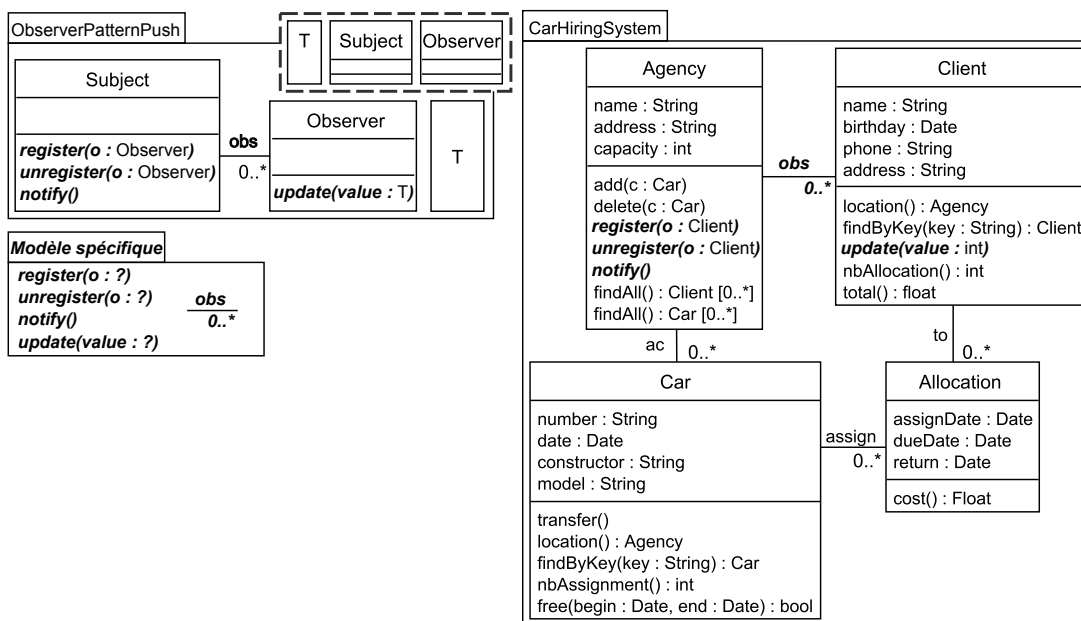 ObserverPatternPush
T
Subject
Observer
Subject
register(o : Observer)
unregister(o : Observer)
notify()
obs
0..*
Observer
update(value : T)
T
Modèle spécifique
register(o : ?)
unregister(o : ?)
notify()
update(value : ?)
obs
0..*
CarHiringSystem
Agency
name : String
address : String
capacity : int
add(c : Car)
delete(c : Car)
register(o : Client)
unregister(o : Client)
notify()
findAll() : Client [0..*]
findAll() : Car [0..*]
obs
0..*
Client
name : String
birthday : Date
phone : String
address : String
location() : Agency
findByKey(key : String) : Client
update(value : int)
nbAllocation() : int
total() : float
ac
0..*
to
0..*
Car
number : String
date : Date
constructor : String
model : String
transfer()
location() : Agency
findByKey(key : String) : Car
nbAssignment() : int
free(begin : Date, end : Date) : bool
assign
0..*
Allocation
assignDate : Date
dueDate : Date
return : Date
cost() : Float